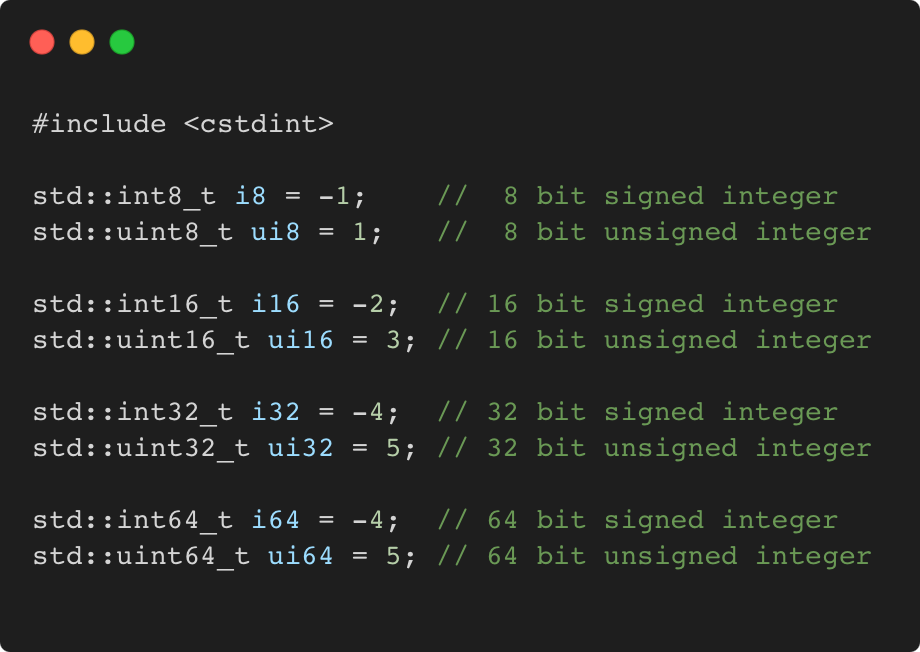 #include <cstdint>

std::int8_t i8 = -1;    //  8 bit signed integer
std::uint8_t ui8 = 1;   //  8 bit unsigned integer

std::int16_t i16 = -2;  // 16 bit signed integer
std::uint16_t ui16 = 3; // 16 bit unsigned integer

std::int32_t i32 = -4;  // 32 bit signed integer
std::uint32_t ui32 = 5; // 32 bit unsigned integer

std::int64_t i64 = -4;  // 64 bit signed integer
std::uint64_t ui64 = 5; // 64 bit unsigned integer